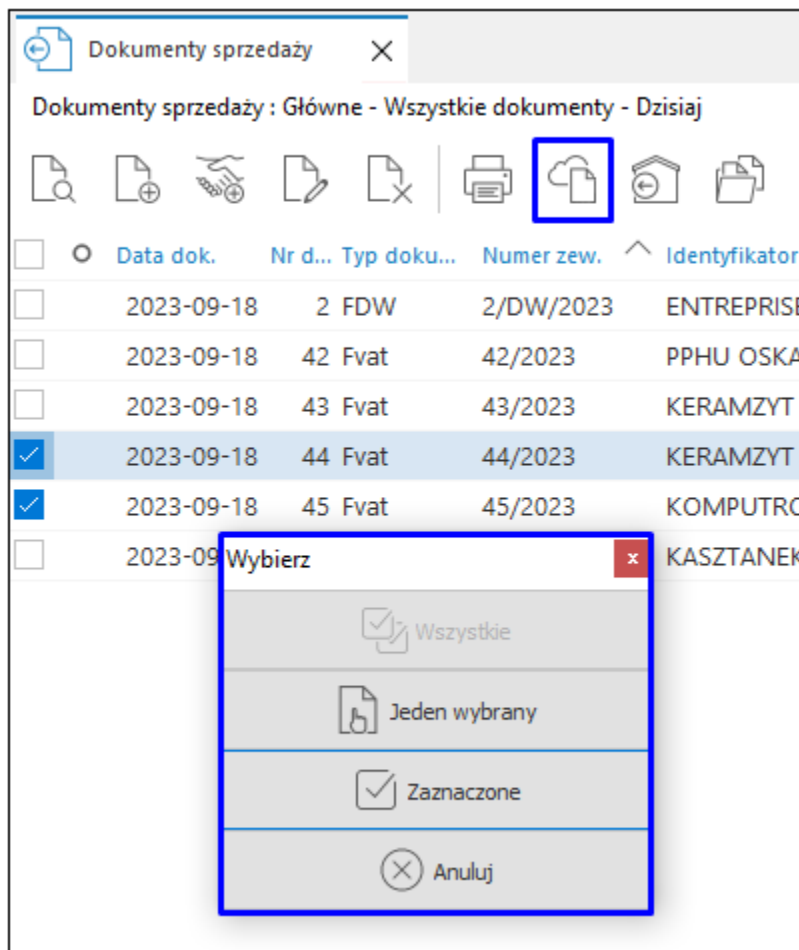 Dokumenty sprzedaży
Dokumenty sprzedaży : Główne - Wszystkie dokumenty - Dzisiaj
Data dok. Nr d... Typ doku... Numer zew. Identyfikator
2023-09-18 2 FDW 2/DW/2023 ENTREPRISE
2023-09-18 42 Fvat 42/2023 PPHU OSKA
2023-09-18 43 Fvat 43/2023 KERAMZYT
2023-09-18 44 Fvat 44/2023 KERAMZYT
2023-09-18 45 Fvat 45/2023 KOMPUTRO
2023-09 KASZTANEK
Wybierz
Wszystkie
Jeden wybrany
Zaznaczone
Anuluj